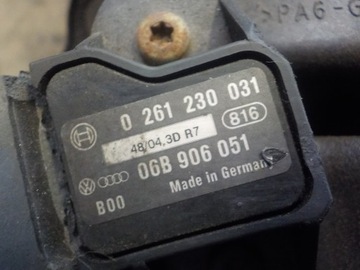 >PA6-G
0 261 230 031
48/04.3D R7
816
06B 906 051
B00
Made in Germany